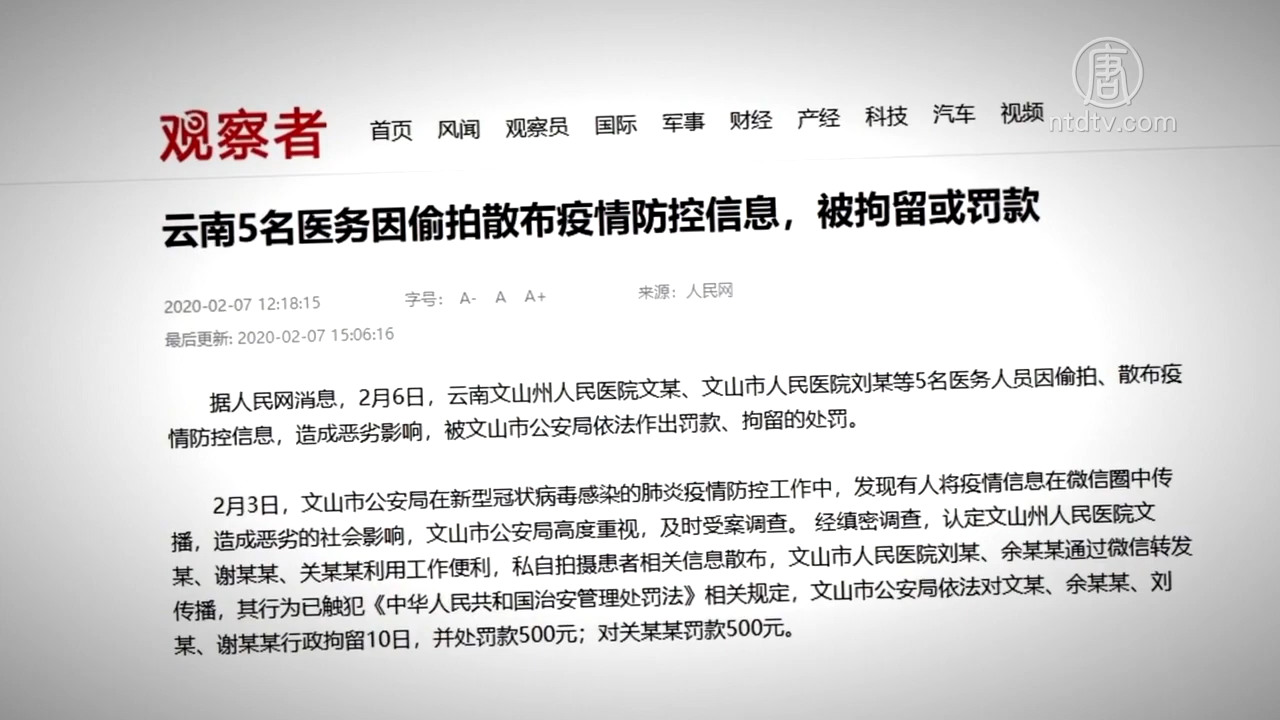 唐
ntdtv.com
观察者 首页 风闻 观察员 国际 军事 财经 产经 科技 汽车 视频
云南5名医务因偷拍散布疫情防控信息，被拘留或罚款
2020-02-07 12:18:15 字号： A- A A+ 来源：人民网
最后更新: 2020-02-07 15:06:16
据人民网消息，2月6日，云南文山州人民医院文某、文山市人民医院刘某等5名医务人员因偷拍、散布疫
情防控信息，造成恶劣影响，被文山市公安局依法作出罚款、拘留的处罚。
2月3日，文山市公安局在新型冠状病毒感染的肺炎疫情防控工作中，发现有人将疫情信息在微信圈中传
播，造成恶劣的社会影响，文山市公安局高度重视，及时受案调查。 经缜密调查，认定文山州人民医院文
某、谢某某、关某某利用工作便利，私自拍摄患者相关信息散布，文山市人民医院刘某、余某某通过微信转发
传播，其行为已触犯《中华人民共和国治安管理处罚法》相关规定，文山市公安局依法对文某、余某某、刘
某、谢某某行政拘留10日，并处罚款500元；对关某某罚款500元。